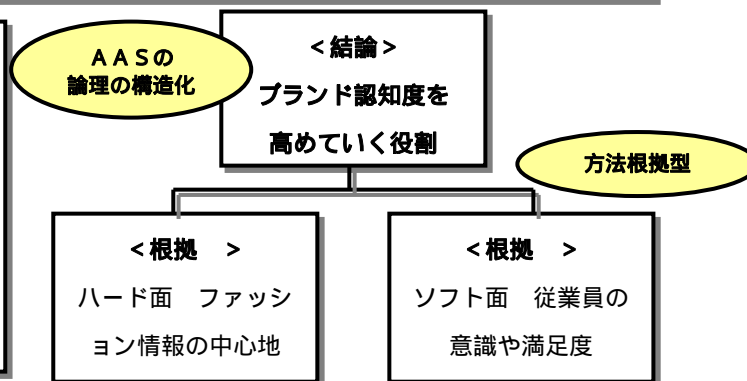 AASの
論理の構造化
<結論>
ブランド認知度を
高めていく役割
方法根拠型
<根拠　>
ハード面　ファッシ
ョン情報の中心地
<根拠　>
ソフト面　従業員の
意識や満足度